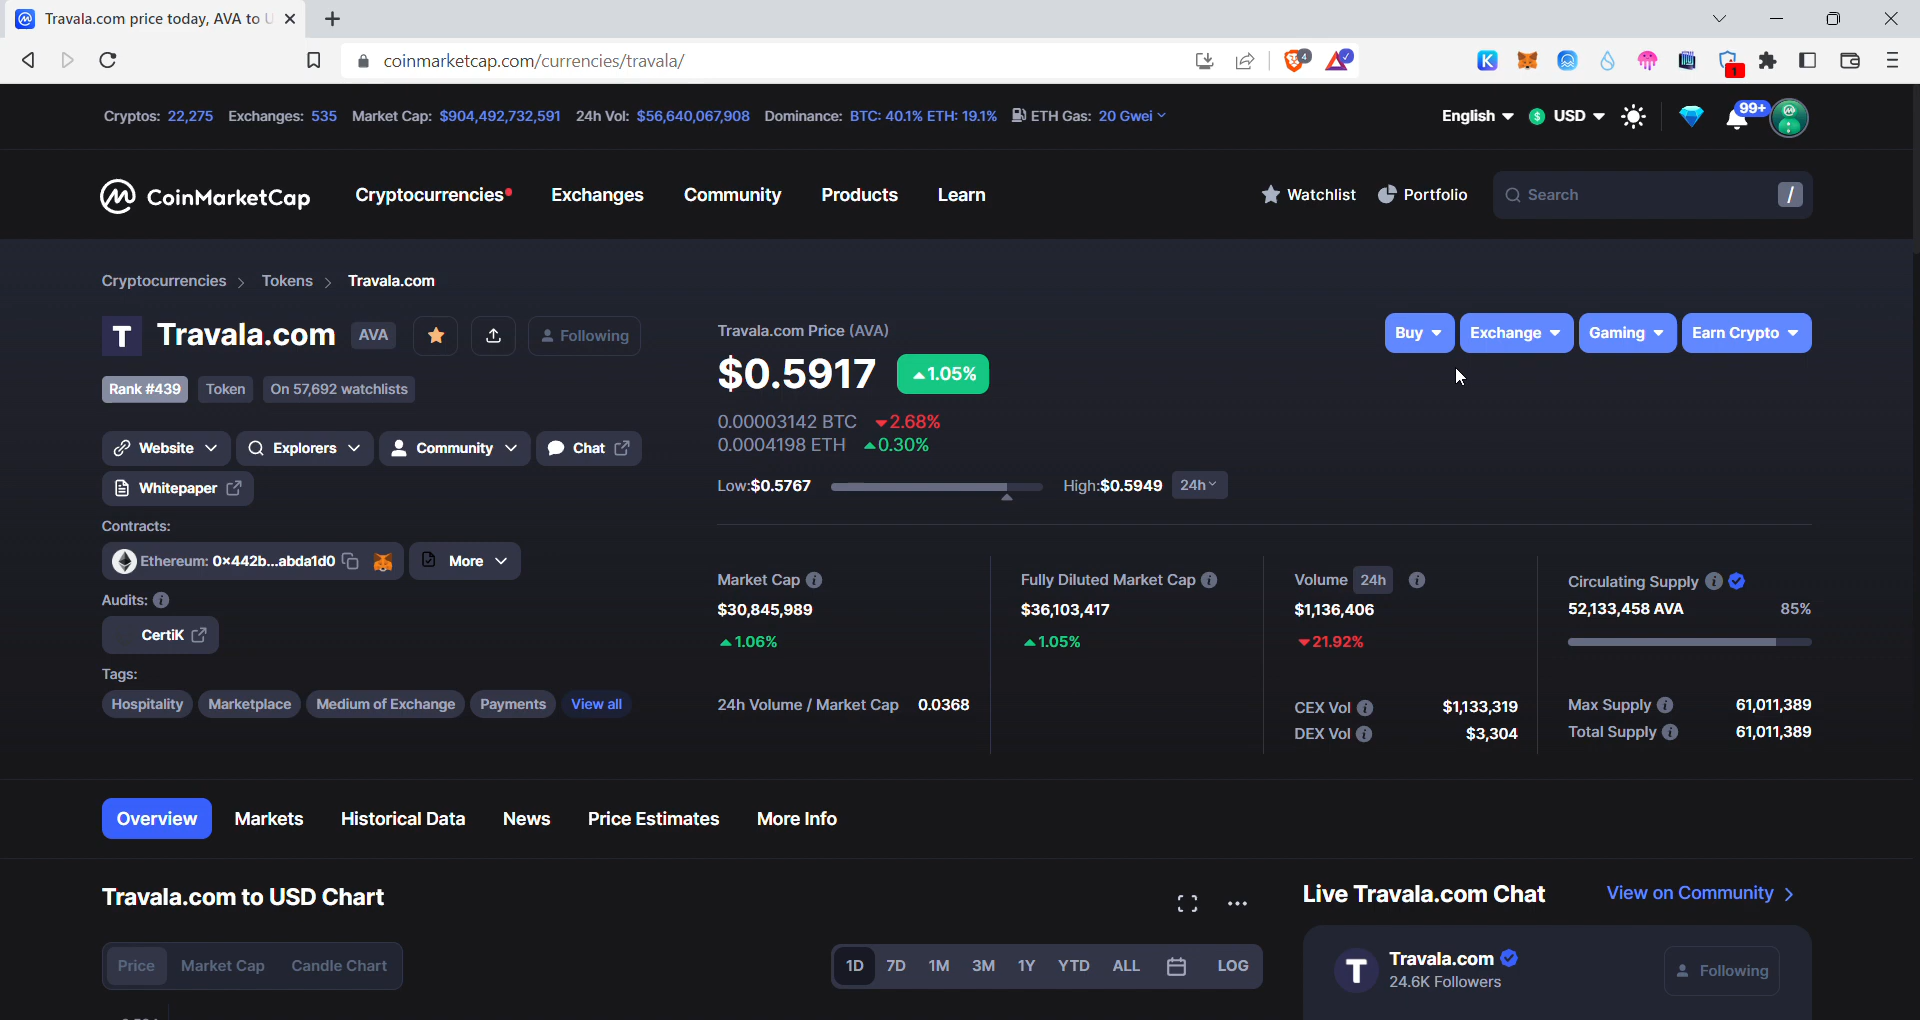 Travala.com price today, AVA to U
coinmarketcap.com/currencies/travala/
4
1
Cryptos: 22,275 Exchanges: 535 Market Cap: $904,492,732,591 24h Vol: $56,640,067,908 Dominance: BTC: 40.1% ETH: 19.1% ETH Gas: 20 Gwei
English USD 99+
CoinMarketCap Cryptocurrencies Exchanges Community Products Learn
Watchlist Portfolio Search /
Cryptocurrencies > Tokens > Travala.com
T Travala.com AVA Following
Rank #439 Token On 57,692 watchlists
Website Explorers Community Chat
Whitepaper
Contracts:
Ethereum: 0x442b...abda1d0 More
Audits:
CertiK
Tags:
Hospitality Marketplace Medium of Exchange Payments View all
Travala.com Price (AVA)
$0.5917 1.05%
0.00003142 BTC 2.68%
0.0004198 ETH 0.30%
Low:$0.5767 High:$0.5949 24h
Buy Exchange Gaming Earn Crypto
Market Cap
$30,845,989
1.06%
24h Volume / Market Cap 0.0368
Fully Diluted Market Cap
$36,103,417
1.05%
Volume 24h
$1,136,406
21.92%
CEX Vol $1,133,319
DEX Vol $3,304
Circulating Supply
52,133,458 AVA 85%
Max Supply 61,011,389
Total Supply 61,011,389
Overview Markets Historical Data News Price Estimates More Info
Travala.com to USD Chart
Price Market Cap Candle Chart
1D 7D 1M 3M 1Y YTD ALL LOG
Live Travala.com Chat View on Community >
T Travala.com Following
24.6K Followers